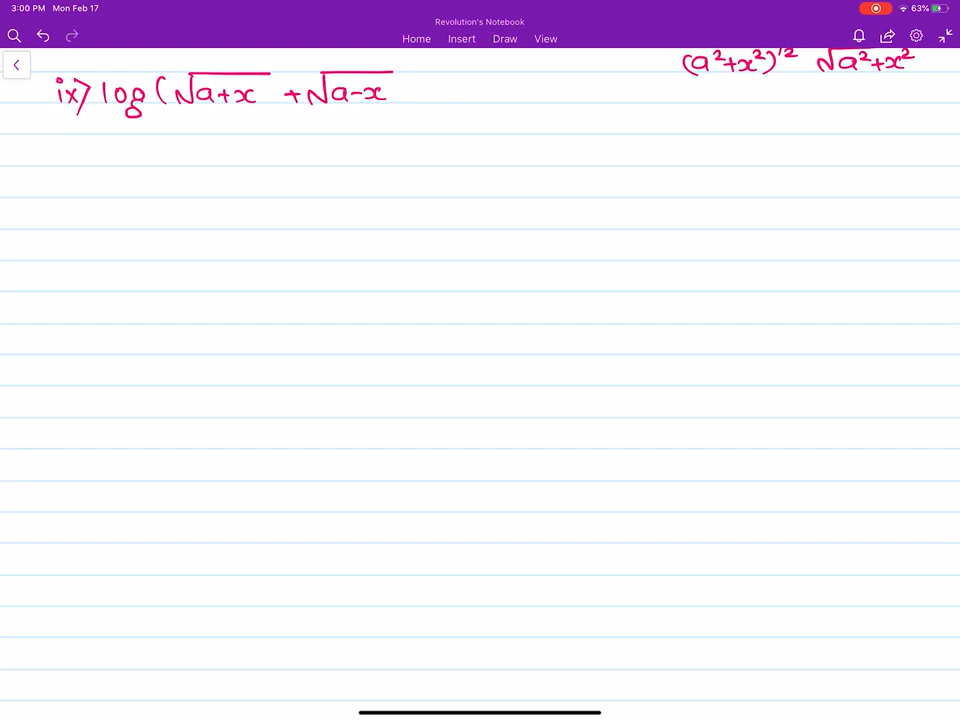 3:00 PM Mon Feb 17
63%
Revolution's Notebook
Home Insert Draw View
(a²+x²)^1/2 √a²+x²
ix> log(√a+x +√a-x